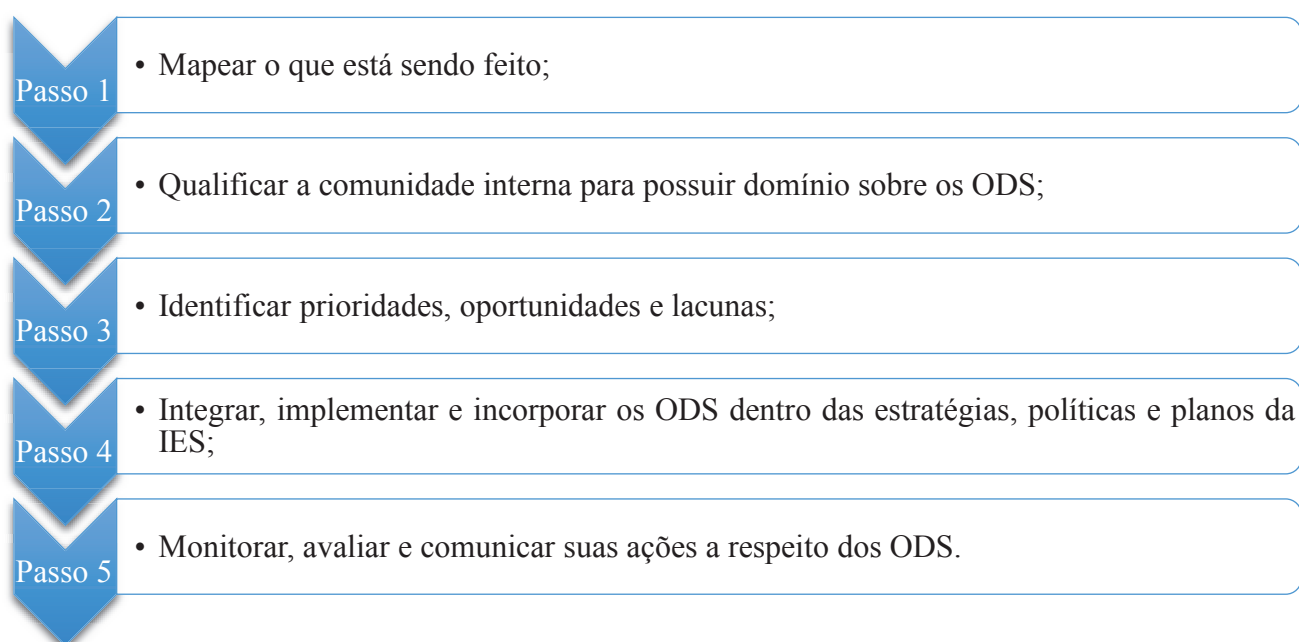 Passo 1
• Mapear o que está sendo feito;
Passo 2
• Qualificar a comunidade interna para possuir domínio sobre os ODS;
Passo 3
• Identificar prioridades, oportunidades e lacunas;
Passo 4
• Integrar, implementar e incorporar os ODS dentro das estratégias, políticas e planos da
IES;
Passo 5
• Monitorar, avaliar e comunicar suas ações a respeito dos ODS.